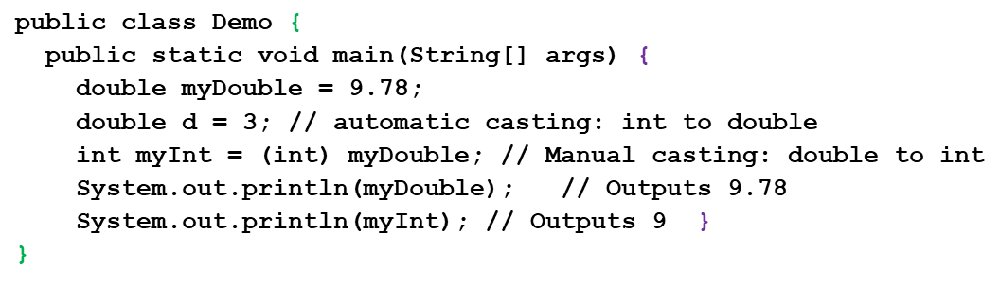 public class Demo {
  public static void main(String[] args) {
    double myDouble = 9.78;
    double d = 3; // automatic casting: int to double
    int myInt = (int) myDouble; // Manual casting: double to int
    System.out.println(myDouble);   // Outputs 9.78
    System.out.println(myInt); // Outputs 9  }
}